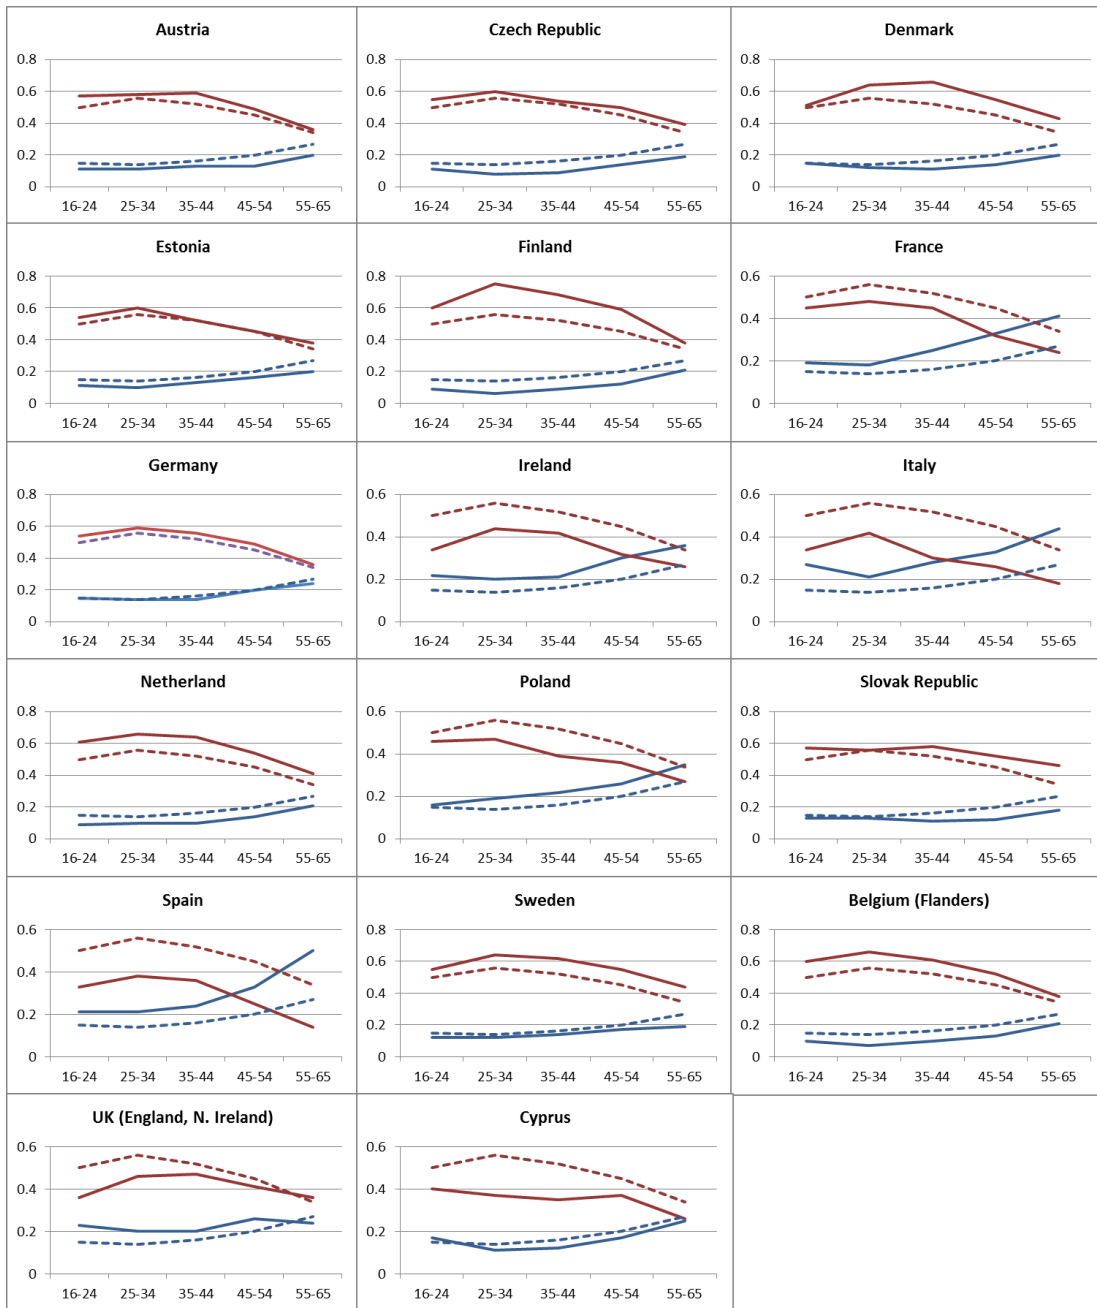 Austria
0.8
0.6
0.4
0.2
0
16-24 25-34 35-44 45-54 55-65
Czech Republic
0.8
0.6
0.4
0.2
0
16-24 25-34 35-44 45-54 55-65
Denmark
0.8
0.6
0.4
0.2
0
16-24 25-34 35-44 45-54 55-65
Estonia
0.8
0.6
0.4
0.2
0
16-24 25-34 35-44 45-54 55-65
Finland
0.8
0.6
0.4
0.2
0
16-24 25-34 35-44 45-54 55-65
France
0.6
0.4
0.2
0
16-24 25-34 35-44 45-54 55-65
Germany
0.8
0.6
0.4
0.2
0
16-24 25-34 35-44 45-54 55-65
Ireland
0.6
0.4
0.2
0
16-24 25-34 35-44 45-54 55-65
Italy
0.6
0.4
0.2
0
16-24 25-34 35-44 45-54 55-65
Netherland
0.8
0.6
0.4
0.2
0
16-24 25-34 35-44 45-54 55-65
Poland
0.6
0.4
0.2
0
16-24 25-34 35-44 45-54 55-65
Slovak Republic
0.8
0.6
0.4
0.2
0
16-24 25-34 35-44 45-54 55-65
Spain
0.6
0.4
0.2
0
16-24 25-34 35-44 45-54 55-65
Sweden
0.8
0.6
0.4
0.2
0
16-24 25-34 35-44 45-54 55-65
Belgium (Flanders)
0.8
0.6
0.4
0.2
0
16-24 25-34 35-44 45-54 55-65
UK (England, N. Ireland)
0.6
0.4
0.2
0
16-24 25-34 35-44 45-54 55-65
Cyprus
0.6
0.4
0.2
0
16-24 25-34 35-44 45-54 55-65